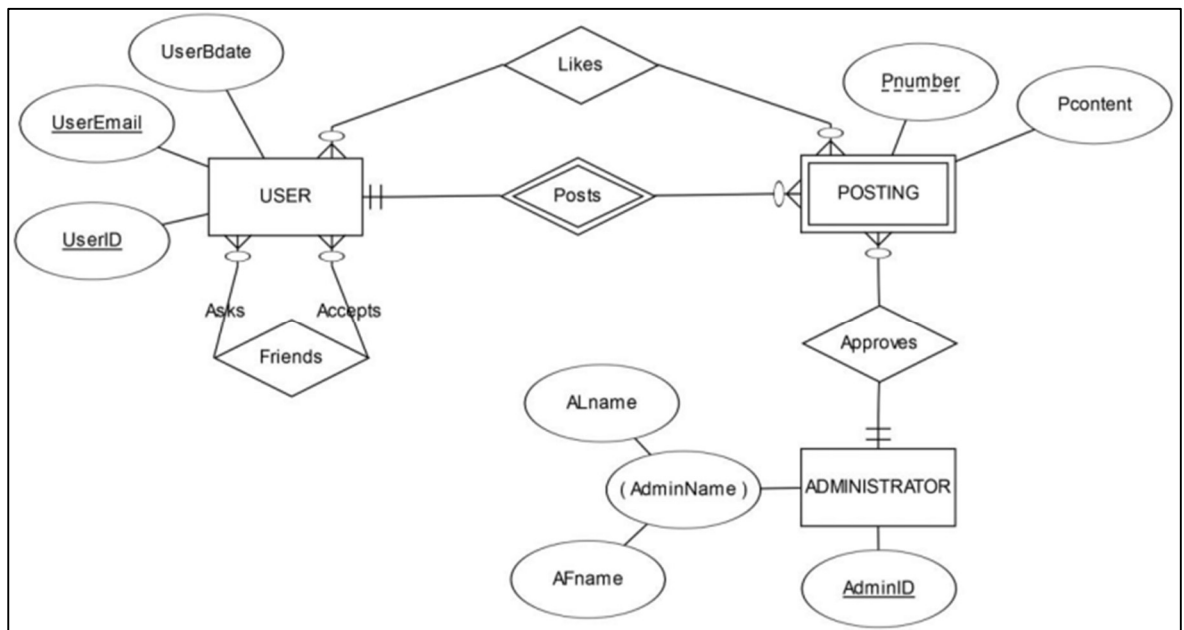 UserBdate
Likes
Pnumber
Pcontent
UserEmail
USER
Posts
POSTING
UserID
Asks
Accepts
Friends
Approves
ALname
( AdminName )
ADMINISTRATOR
AFname
AdminID